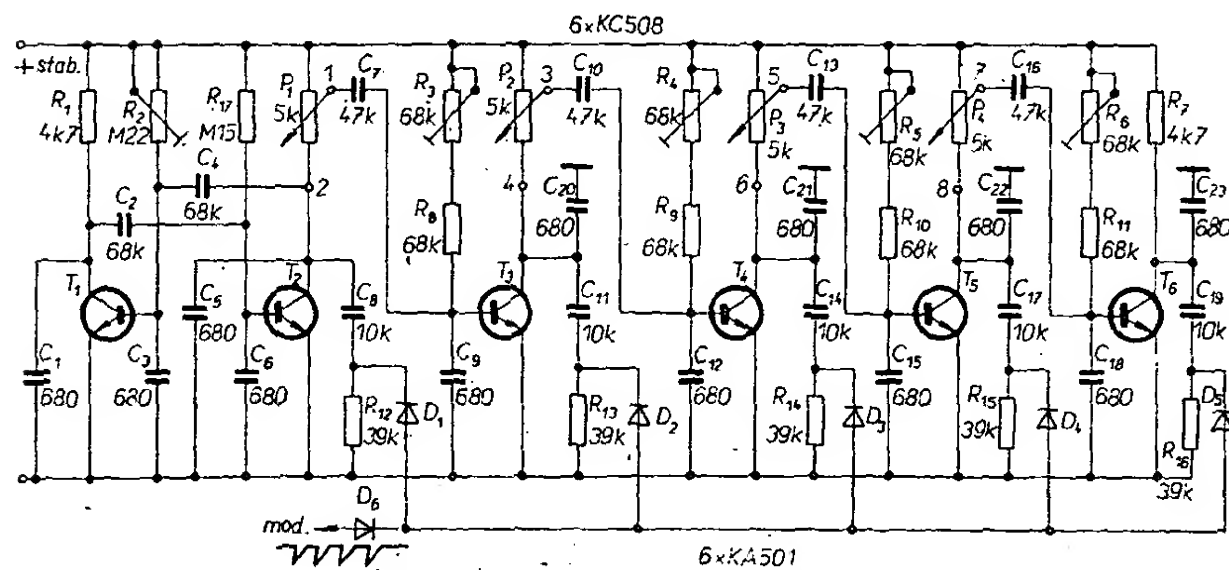 6xKC508
+ stab.
R1
4k7
R2
M22
R17
M15
P1
5k
1
C7
47k
R3
68k
P2
5k
3
C10
47k
R4
68k
5
P3
5k
C13
47k
R5
68k
7
P4
5k
C16
47k
R6
68k
R7
4k7
C4
68k
2
C2
68k
R8
68k
4
C20
680
R9
68k
6
C21
680
R10
68k
8
C22
680
R11
68k
C23
680
T1
C5
680
T2
C8
10k
T3
C11
10k
T4
C14
10k
T5
C17
10k
T6
C19
10k
C1
680
C3
680
C6
680
R12
39k
D1
C9
680
R13
39k
D2
C12
680
R14
39k
D3
C15
680
R15
39k
D4
C18
680
D5
R16
39k
D6
mod.
6xKA501